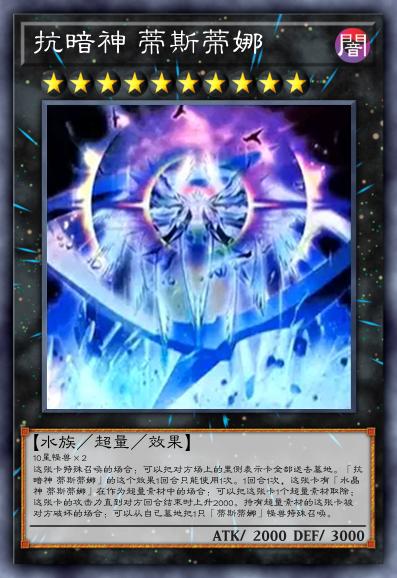 抗暗神 蒂斯蒂娜
闇
【水族／超量／效果】
10星怪兽×2
这张卡特殊召唤的场合：可以把对方场上的里侧表示卡全部送去墓地。「抗
暗神 蒂斯蒂娜」的这个效果1回合只能使用1次。1回合1次，这张卡有「水晶
神 蒂斯蒂娜」在作为超量素材中的场合：可以把这张卡1个超量素材取除；
这张卡的攻击力直到对方回合结束时上升2000。持有超量素材的这张卡被
对方破坏的场合：可以从自己墓地把1只「蒂斯蒂娜」怪兽特殊召唤。
ATK/ 2000 DEF/ 3000